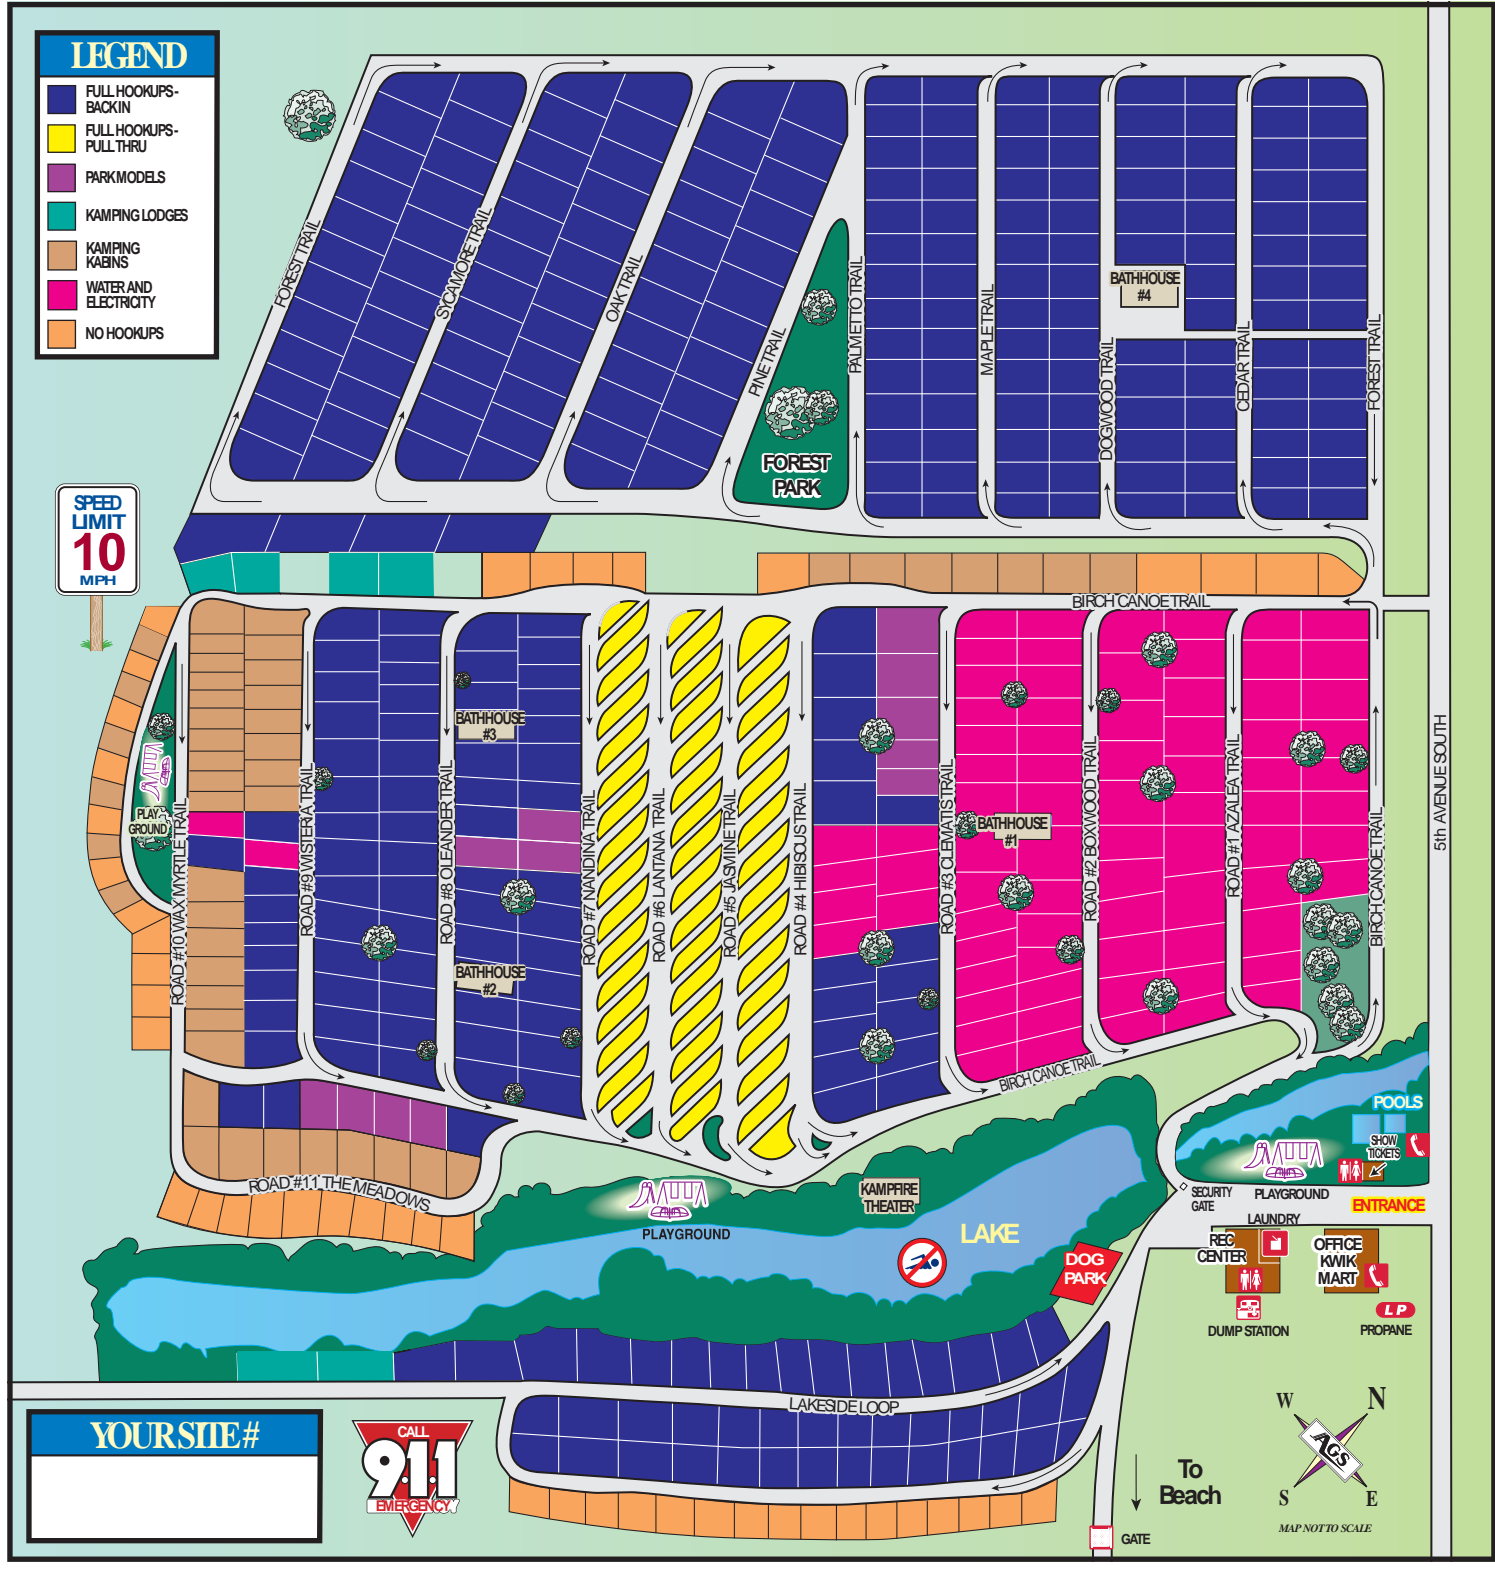 LEGEND
FULL HOOKUPS -
BACK IN
FULL HOOKUPS -
PULL THRU
PARK MODELS
KAMPING LODGES
KAMPING
KABINS
WATER AND
ELECTRICITY
NO HOOKUPS
SPEED
LIMIT
10
MPH
FOREST TRAIL
SYCAMORE TRAIL
OAK TRAIL
PINE TRAIL
PALMETTO TRAIL
MAPLE TRAIL
DOGWOOD TRAIL
CEDAR TRAIL
FOREST TRAIL
BATHHOUSE
#4
FOREST
PARK
BIRCH CANOE TRAIL
PLAY
GROUND
ROAD #10 WAX MYRTLE TRAIL
ROAD #9 WISTERIA TRAIL
ROAD #8 OLEANDER TRAIL
ROAD #7 NANDINA TRAIL
ROAD #6 LANTANA TRAIL
ROAD #5 JASMINE TRAIL
ROAD #4 HIBISCUS TRAIL
ROAD #3 CLEMATIS TRAIL
ROAD #2 BOXWOOD TRAIL
ROAD #1 AZALEA TRAIL
BIRCH CANOE TRAIL
5th AVENUE SOUTH
BATHHOUSE
#3
BATHHOUSE
#2
BATHHOUSE
#1
BIRCH CANOE TRAIL
ROAD #11 THE MEADOWS
PLAYGROUND
KAMPFIRE
THEATER
LAKE
DOG
PARK
POOLS
SHOW
TICKETS
PLAYGROUND
SECURITY
GATE
ENTRANCE
LAUNDRY
REC
CENTER
OFFICE
KWIK
MART
DUMP STATION
LP
PROPANE
LAKESIDE LOOP
YOUR SITE #
CALL
911
EMERGENCY
To
Beach
GATE
W
N
AGS
S
E
MAP NOT TO SCALE